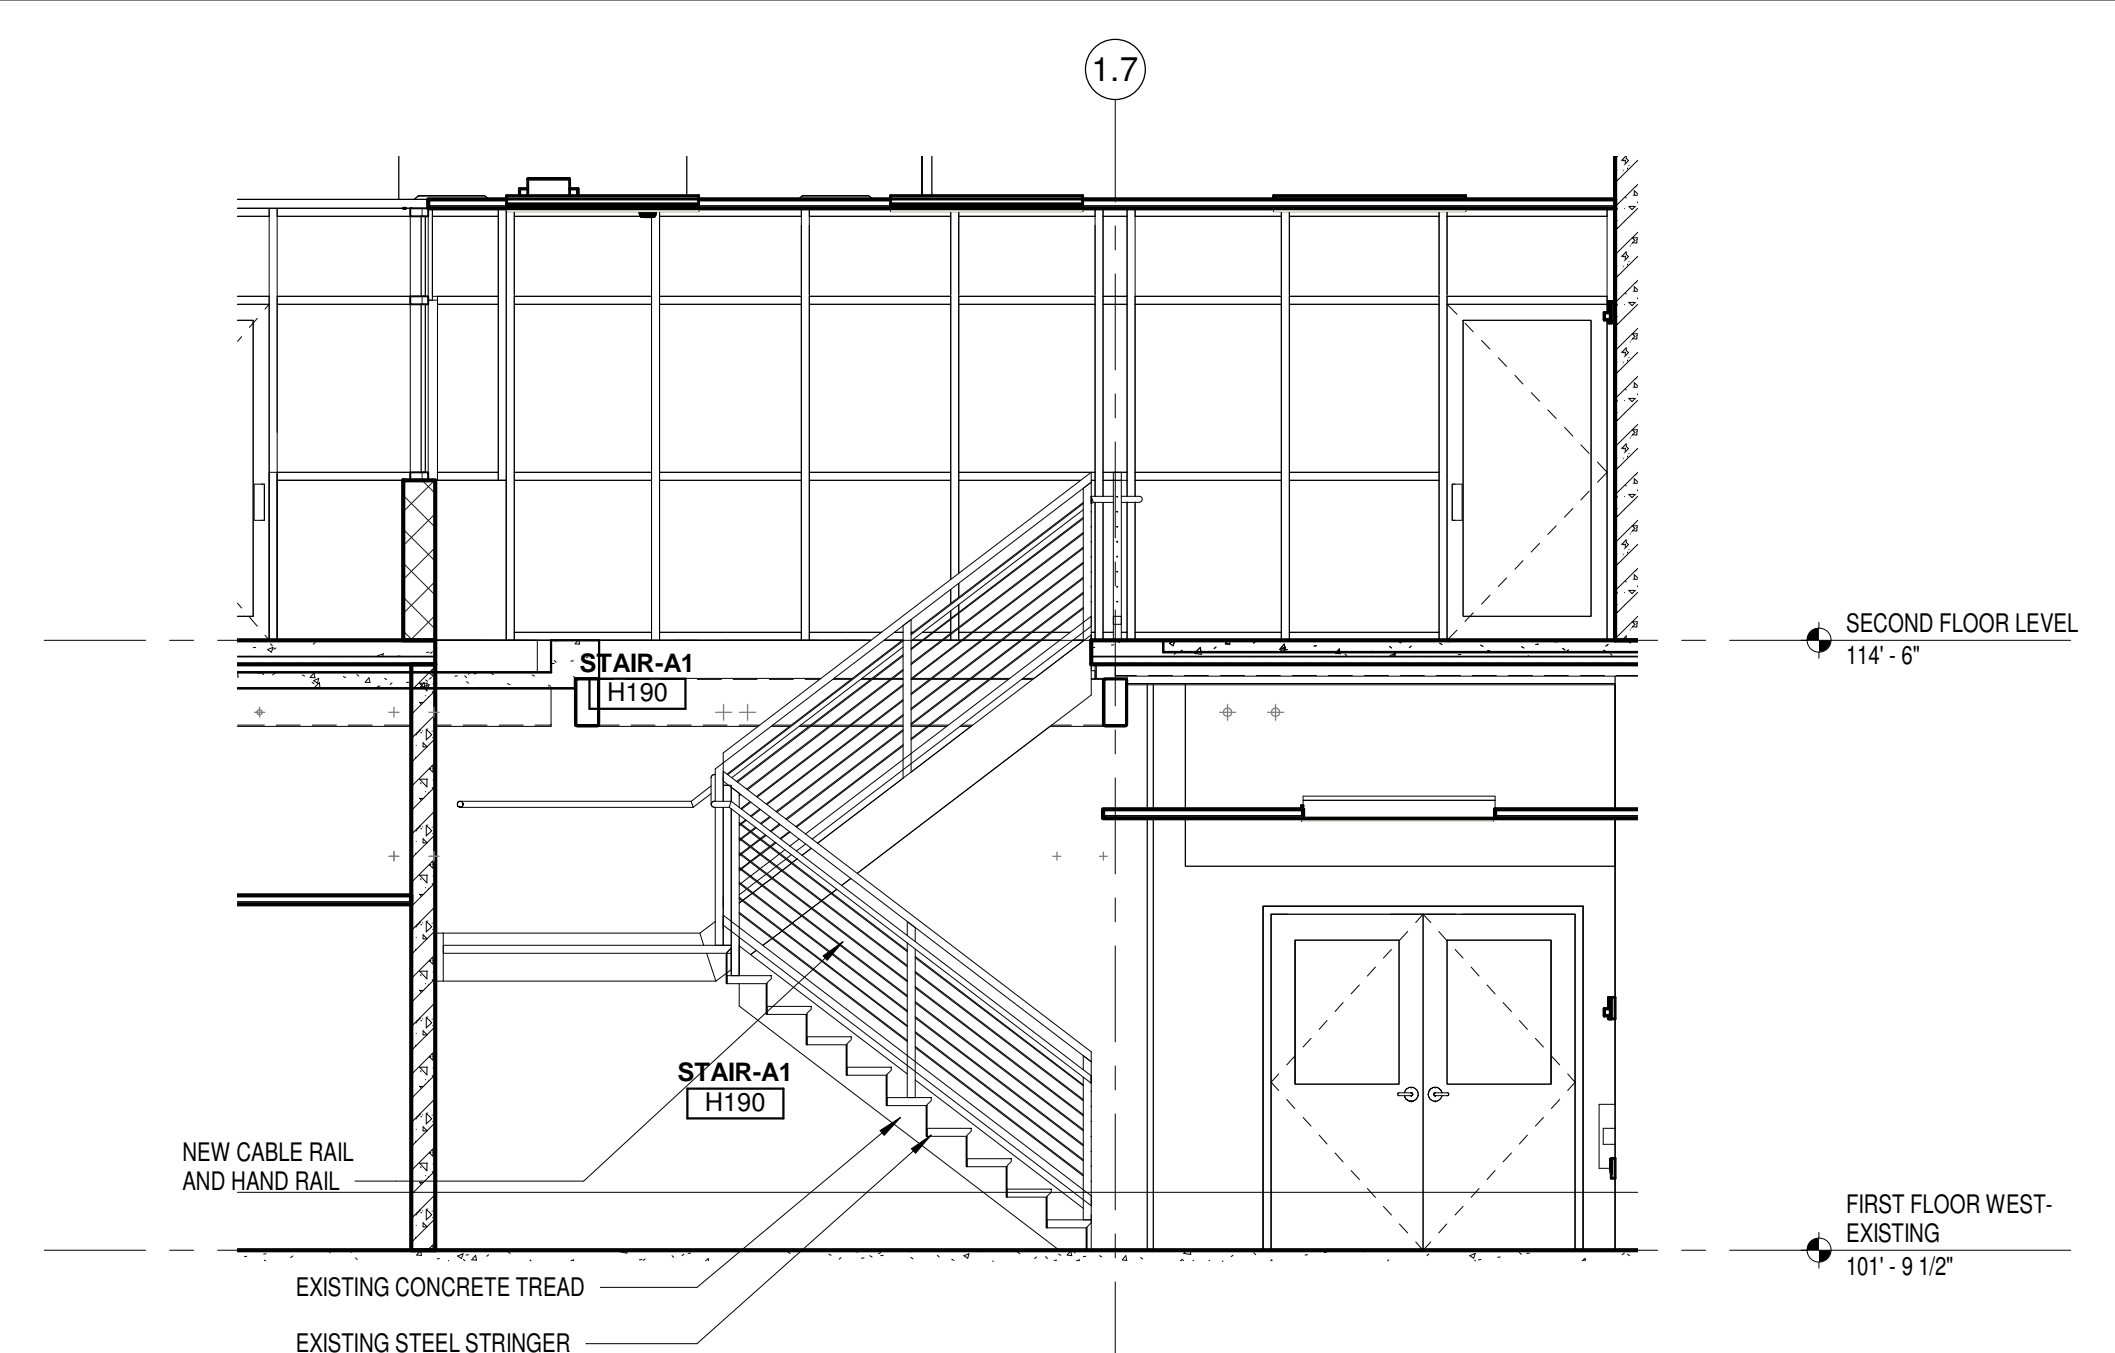 1.7
SECOND FLOOR LEVEL
114' - 6"
STAIR-A1
H190
STAIR-A1
H190
NEW CABLE RAIL
AND HAND RAIL
FIRST FLOOR WEST-
EXISTING
101' - 9 1/2"
EXISTING CONCRETE TREAD
EXISTING STEEL STRINGER